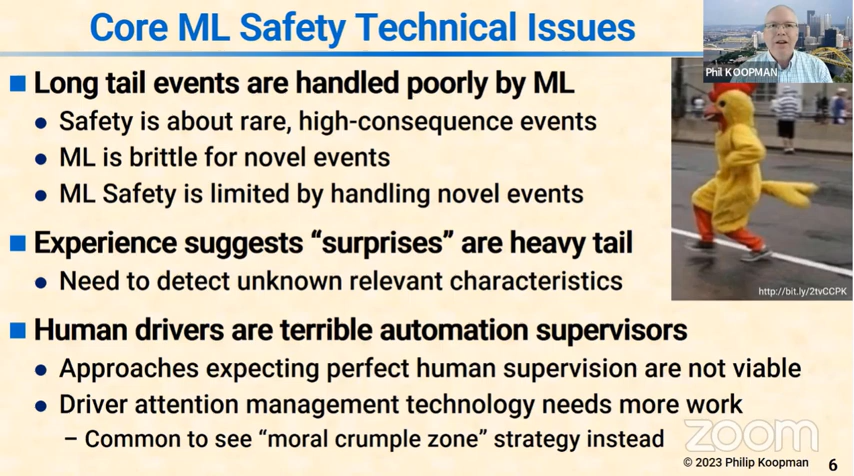 Core ML Safety Technical Issues
Phil KOOPMAN
■ Long tail events are handled poorly by ML
● Safety is about rare, high-consequence events
● ML is brittle for novel events
● ML Safety is limited by handling novel events
■ Experience suggests “surprises” are heavy tail
● Need to detect unknown relevant characteristics
http://bit.ly/2tvCCPK
■ Human drivers are terrible automation supervisors
● Approaches expecting perfect human supervision are not viable
● Driver attention management technology needs more work
– Common to see “moral crumple zone” strategy instead
zoom
© 2023 Philip Koopman 6